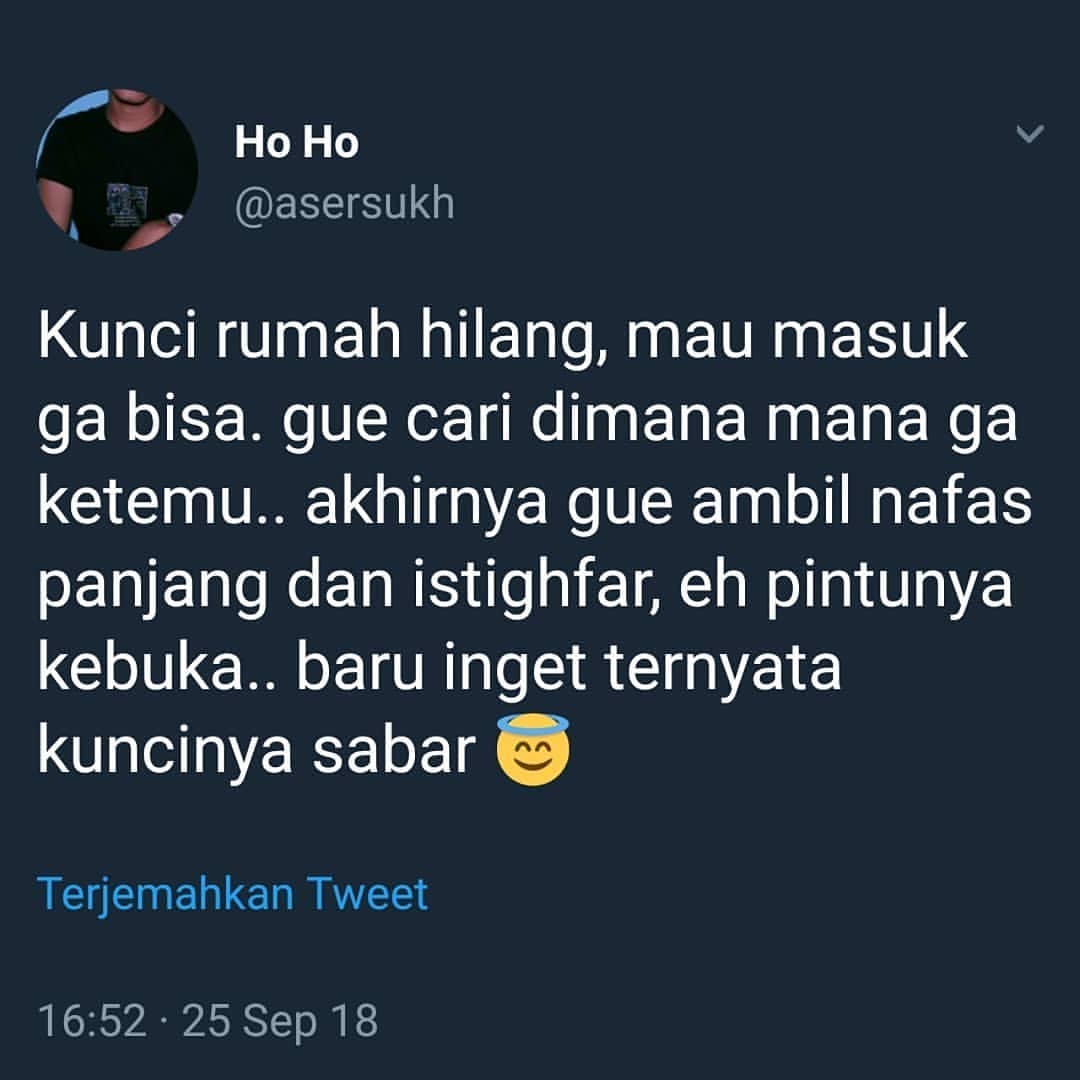 Ho Ho
@asersukh
Kunci rumah hilang, mau masuk
ga bisa. gue cari dimana mana ga
ketemu.. akhirnya gue ambil nafas
panjang dan istighfar, eh pintunya
kebuka.. baru inget ternyata
kuncinya sabar 😇
Terjemahkan Tweet
16:52 · 25 Sep 18